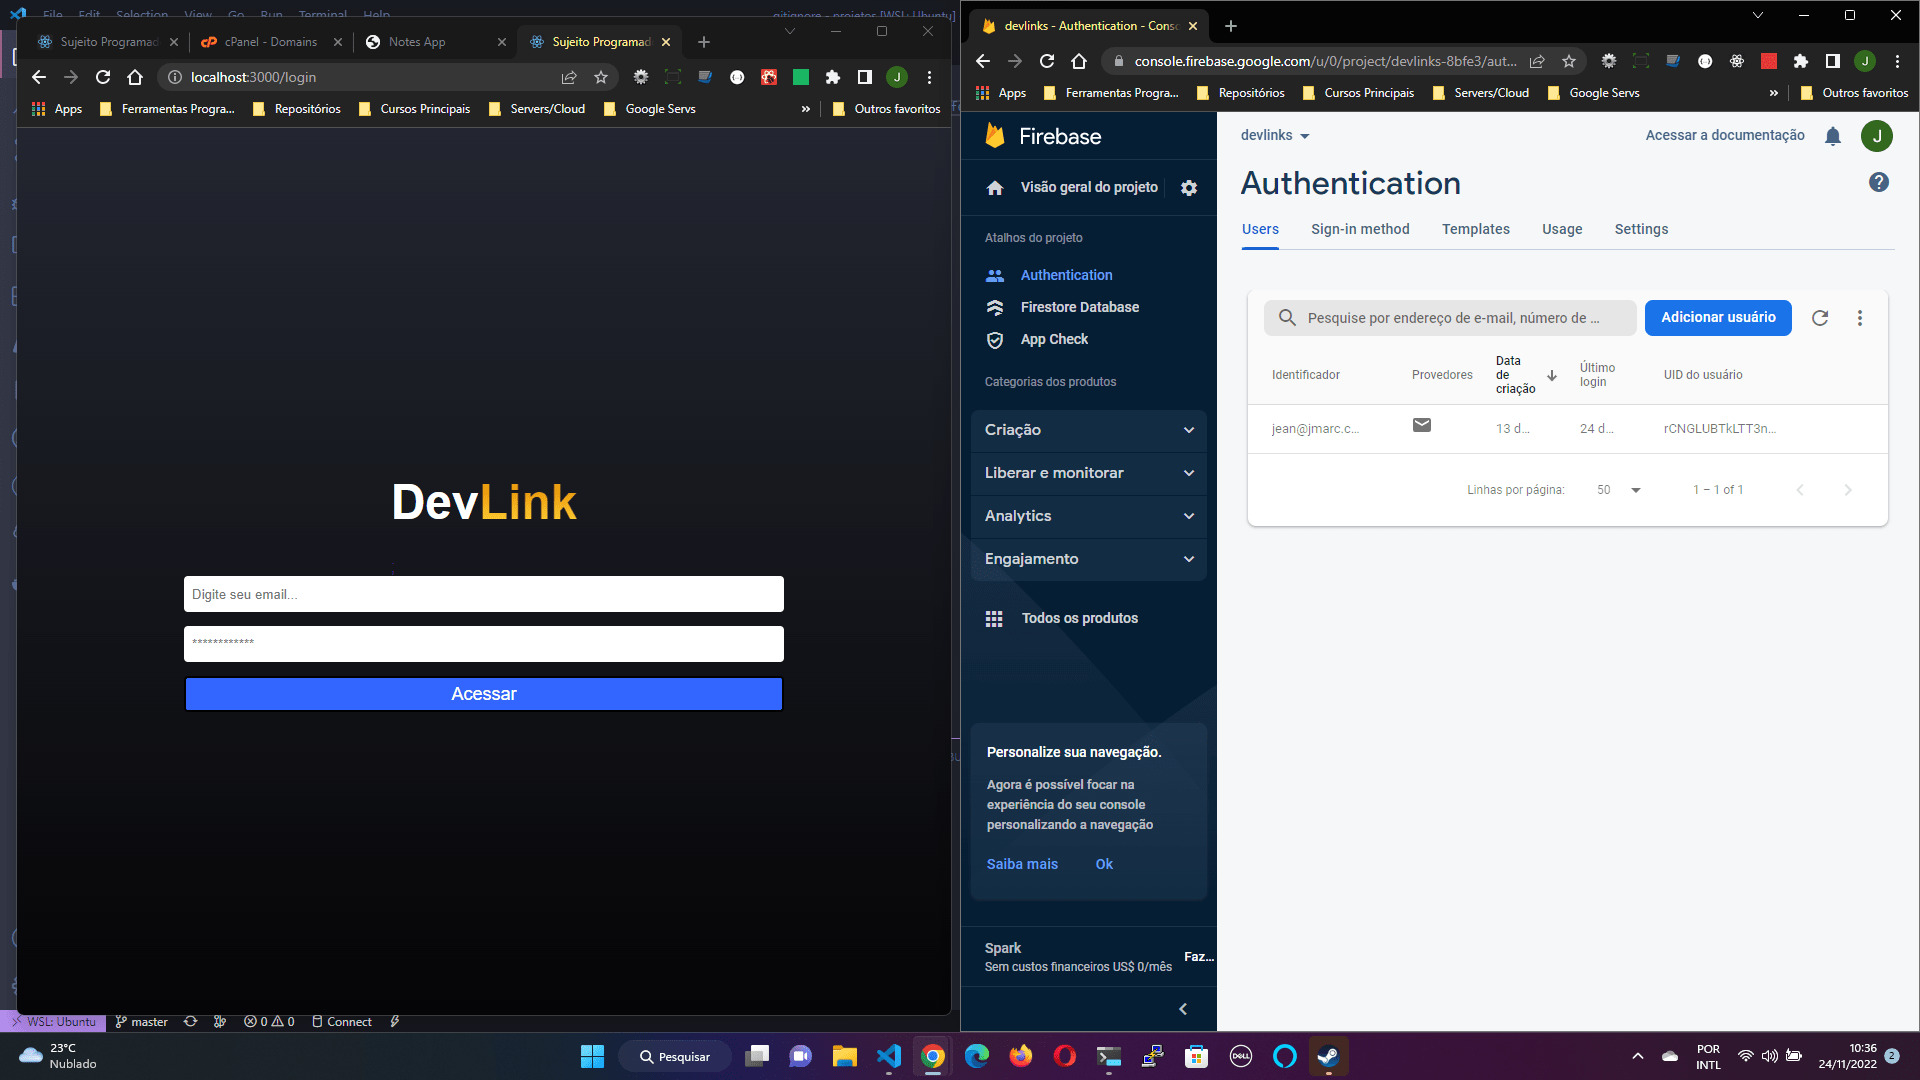 File Edit Selection View Go Run Terminal Help
.gitignore - projetos [WSL: Ubuntu]
Sujeito Programad
cPanel - Domains
Notes App
Sujeito Programad
localhost:3000/login
Apps
Ferramentas Progra...
Repositórios
Cursos Principais
Servers/Cloud
Google Servs
»
Outros favoritos
DevLink
Digite seu email...
************
Acessar
WSL: Ubuntu
master
0 0
Connect
devlinks - Authentication - Conso
console.firebase.google.com/u/0/project/devlinks-8bfe3/aut...
J
Apps
Ferramentas Progra...
Repositórios
Cursos Principais
Servers/Cloud
Google Servs
»
Outros favoritos
Firebase
Visão geral do projeto
Atalhos do projeto
Authentication
Firestore Database
App Check
Categorias dos produtos
Criação
Liberar e monitorar
Analytics
Engajamento
Todos os produtos
Personalize sua navegação.
Agora é possível focar na
experiência do seu console
personalizando a navegação
Saiba mais
Ok
Spark
Sem custos financeiros US$ 0/mês
Faz...
devlinks
Acessar a documentação
J
Authentication
Users
Sign-in method
Templates
Usage
Settings
Pesquise por endereço de e-mail, número de ...
Adicionar usuário
Identificador
Provedores
Data
de
criação
Último
login
UID do usuário
jean@jmarc.c...
13 d...
24 d...
rCNGLUBTkLTT3n...
Linhas por página:
50
1 – 1 of 1
23°C
Nublado
Pesquisar
DELL
POR
INTL
10:36
24/11/2022
2